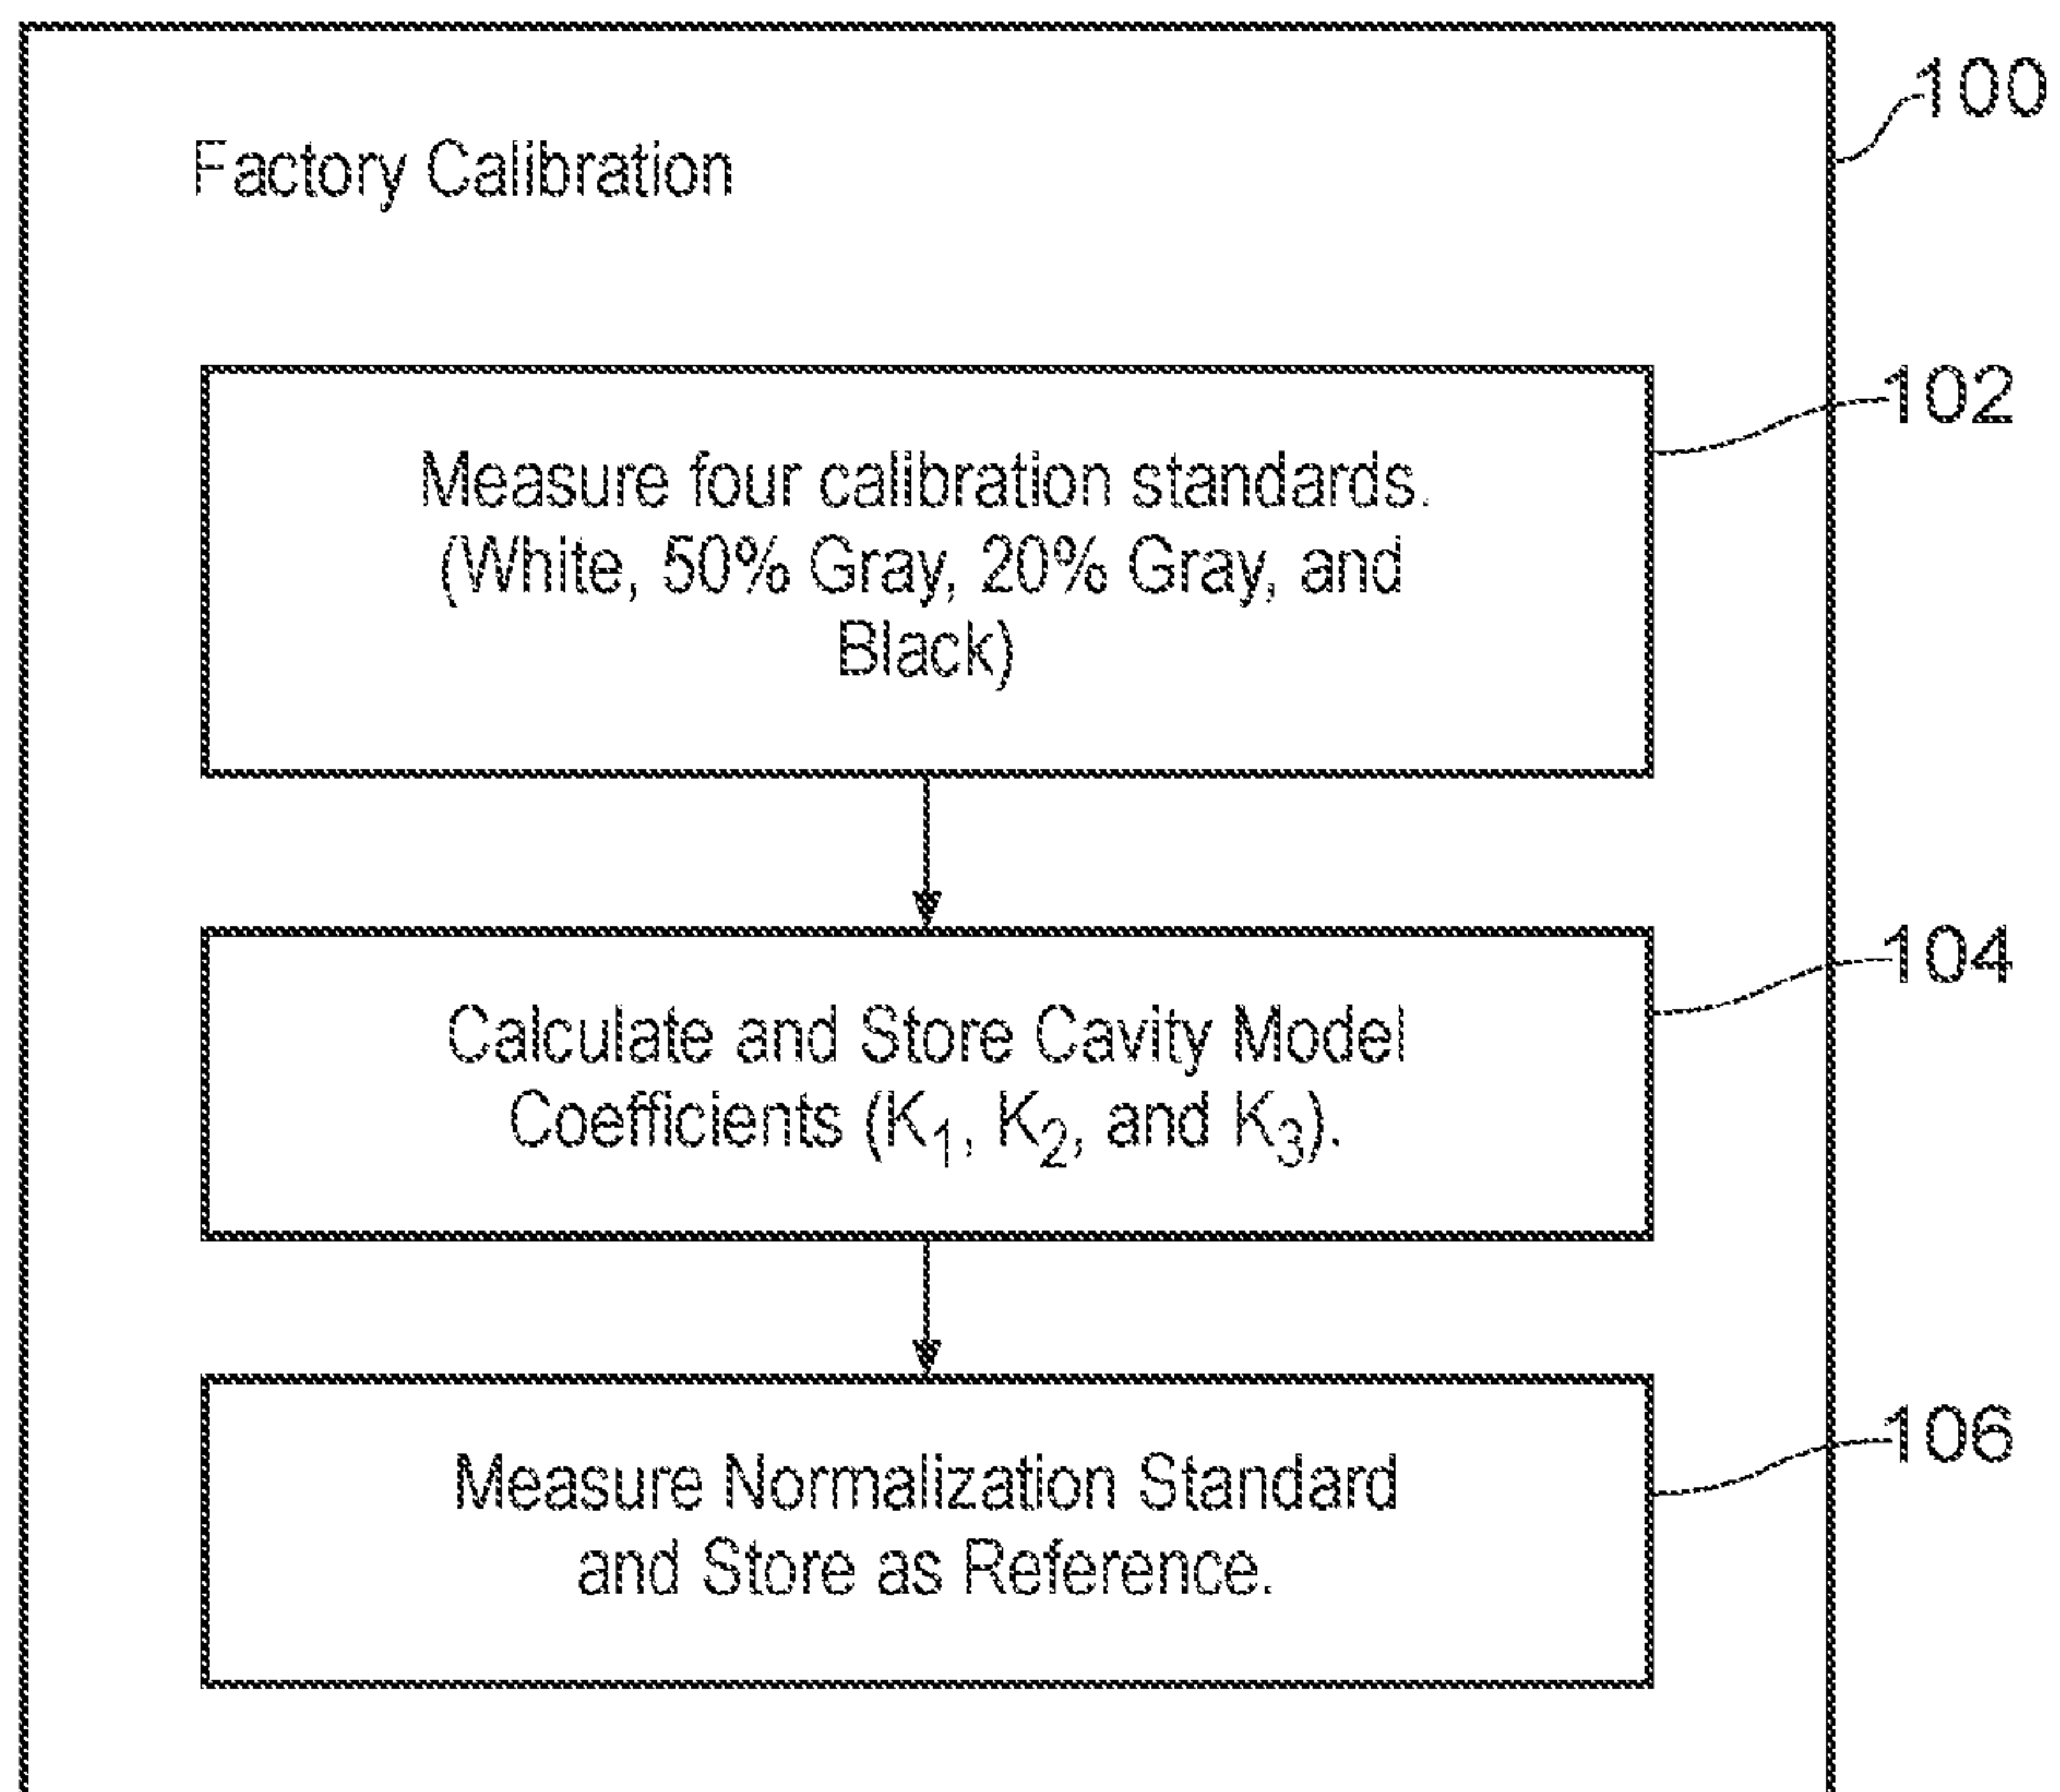 100
Factory Calibration
102
Measure four calibration standards.
(White, 50% Gray, 20% Gray, and
Black)
104
Calculate and Store Cavity Model
Coefficients (K₁, K₂, and K₃).
106
Measure Normalization Standard
and Store as Reference.